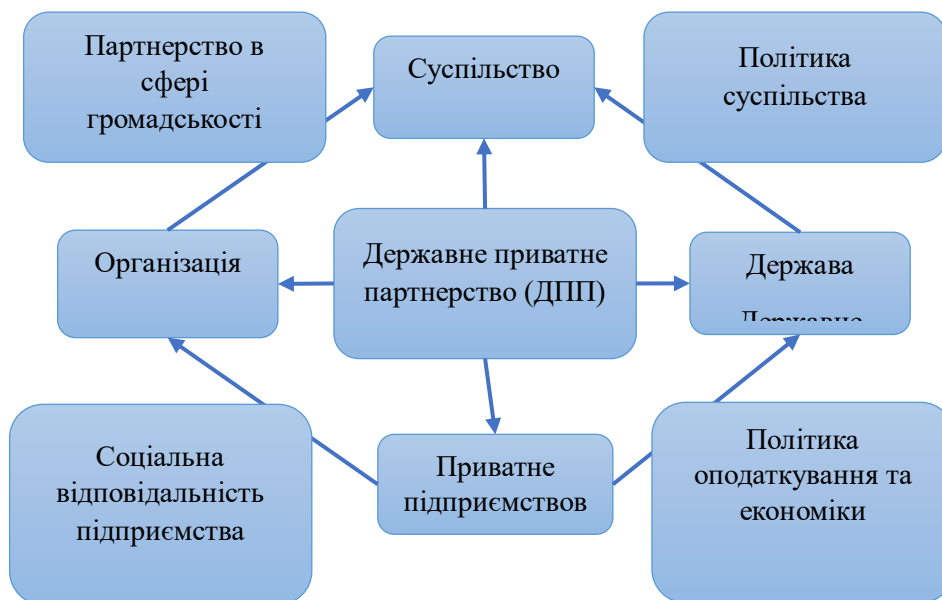 Партнерство в
сфері
громадськості
Суспільство
Політика
суспільства
Організація
Державне приватне
партнерство (ДПП)
Держава
Державне
Соціальна
відповідальність
підприємства
Приватне
підприємствов
Політика
оподаткування та
економіки